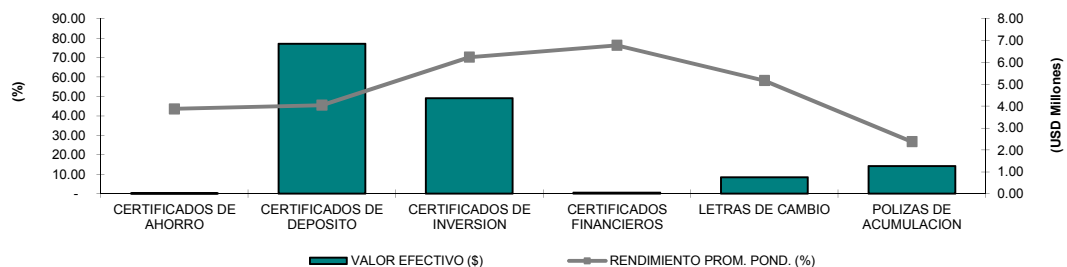 90.00
80.00
70.00
60.00
50.00
40.00
30.00
20.00
10.00
-
(%)
8.00
7.00
6.00
5.00
4.00
3.00
2.00
1.00
0.00
(USD Millones)
CERTIFICADOS DE
AHORRO
CERTIFICADOS DE
DEPOSITO
CERTIFICADOS DE
INVERSION
CERTIFICADOS
FINANCIEROS
LETRAS DE CAMBIO
POLIZAS DE
ACUMULACION
VALOR EFECTIVO ($)
RENDIMIENTO PROM. POND. (%)